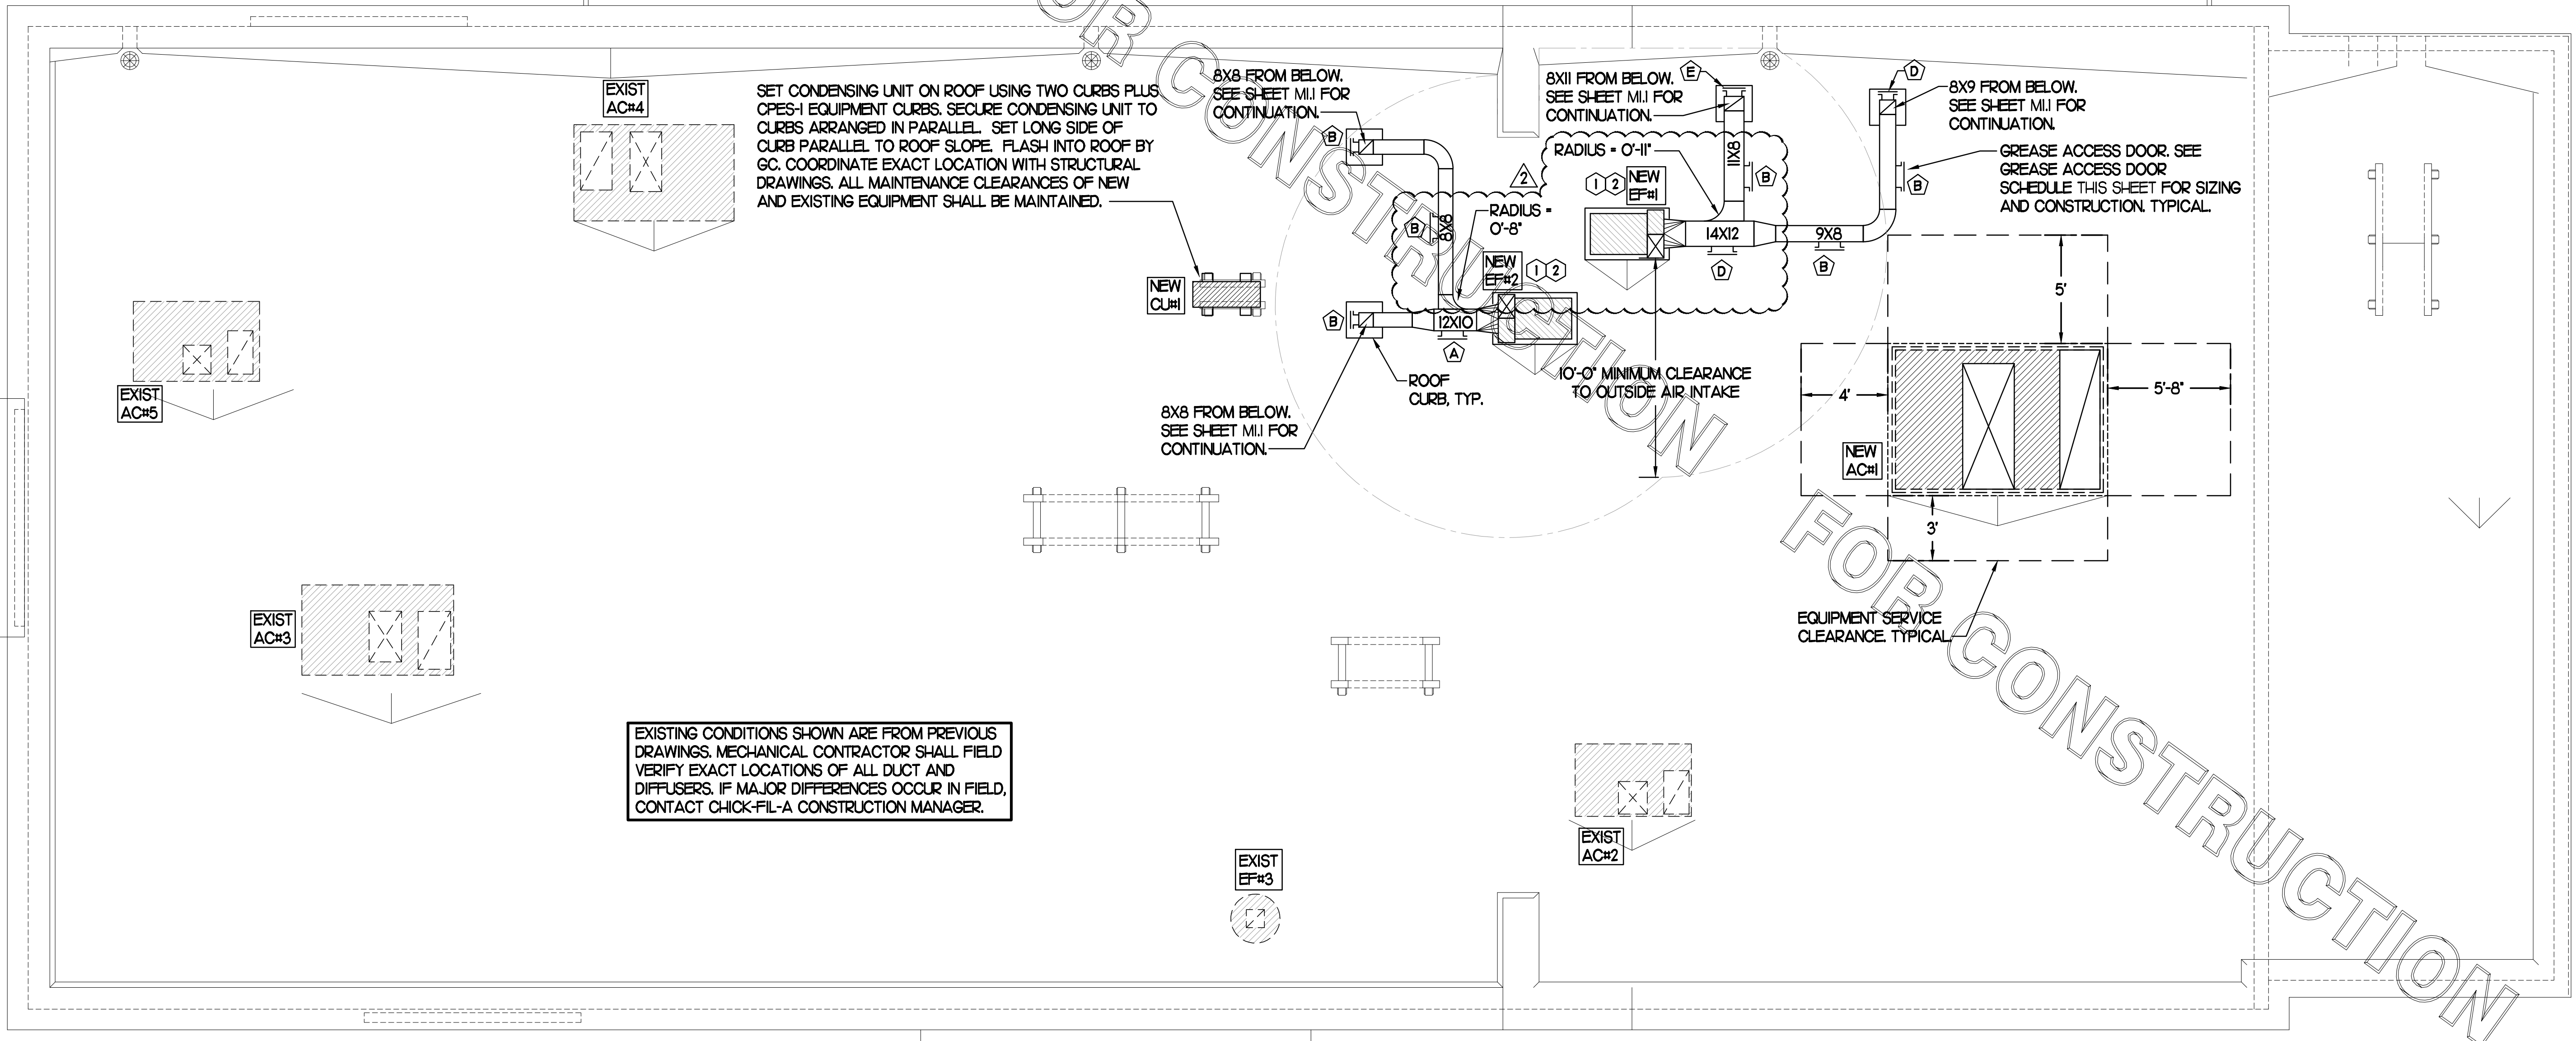 EXIST
AC#4
SET CONDENSING UNIT ON ROOF USING TWO CURBS PLUS
CPES-1 EQUIPMENT CURBS. SECURE CONDENSING UNIT TO
CURBS ARRANGED IN PARALLEL. SET LONG SIDE OF
CURB PARALLEL TO ROOF SLOPE. FLASH INTO ROOF BY
GC. COORDINATE EXACT LOCATION WITH STRUCTURAL
DRAWINGS. ALL MAINTENANCE CLEARANCES OF NEW
AND EXISTING EQUIPMENT SHALL BE MAINTAINED.
8X8 FROM BELOW.
SEE SHEET M1.1 FOR
CONTINUATION.
B
8X11 FROM BELOW.
SEE SHEET M1.1 FOR
CONTINUATION.
E
D
8X9 FROM BELOW.
SEE SHEET M1.1 FOR
CONTINUATION.
GREASE ACCESS DOOR. SEE
GREASE ACCESS DOOR
SCHEDULE THIS SHEET FOR SIZING
AND CONSTRUCTION. TYPICAL.
RADIUS = 0'-11"
11X8
B
B
2
1 2
NEW
EF#1
RADIUS =
0'-8"
B
8X8
14X12
D
9X8
B
NEW
EF#2
1 2
NEW
CU#1
B
12X10
A
ROOF
CURB, TYP.
10'-0" MINIMUM CLEARANCE
TO OUTSIDE AIR INTAKE
8X8 FROM BELOW.
SEE SHEET M1.1 FOR
CONTINUATION.
5'
4'
5'-8"
3'
NEW
AC#1
EQUIPMENT SERVICE
CLEARANCE. TYPICAL.
EXIST
AC#5
EXIST
AC#3
EXISTING CONDITIONS SHOWN ARE FROM PREVIOUS
DRAWINGS. MECHANICAL CONTRACTOR SHALL FIELD
VERIFY EXACT LOCATIONS OF ALL DUCT AND
DIFFUSERS. IF MAJOR DIFFERENCES OCCUR IN FIELD,
CONTACT CHICK-FIL-A CONSTRUCTION MANAGER.
EXIST
EF#3
EXIST
AC#2
OR CONSTRUCTION
FOR CONSTRUCTION